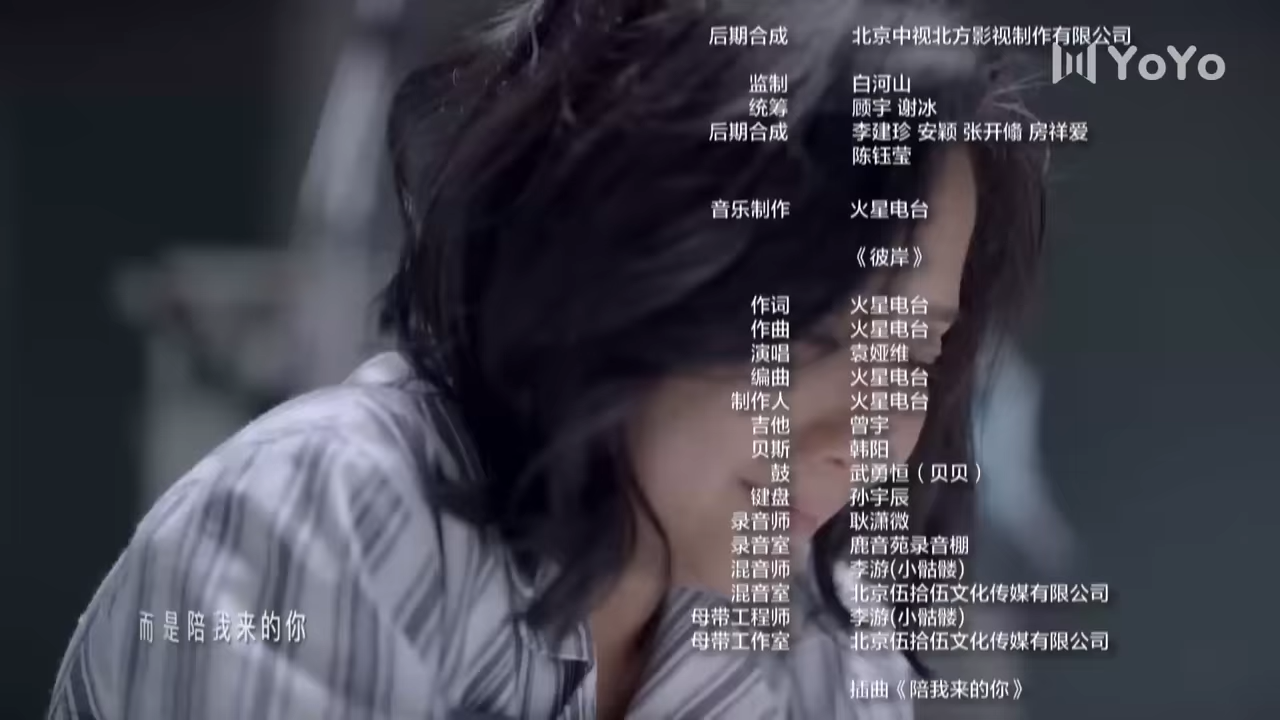 后期合成 北京中视北方影视制作有限公司
YoYo
监制 白河山
统筹 顾宇 谢冰
后期合成 李建珍 安颖 张开翛 房祥爱
陈钰莹
音乐制作 火星电台
《彼岸》
作词 火星电台
作曲 火星电台
演唱 袁娅维
编曲 火星电台
制作人 火星电台
吉他 曾宇
贝斯 韩阳
鼓 武勇恒（贝贝）
键盘 孙宇辰
录音师 耿潇微
录音室 鹿音苑录音棚
混音师 李游(小骷髅)
混音室 北京伍拾伍文化传媒有限公司
母带工程师 李游(小骷髅)
而是陪我来的你
母带工作室 北京伍拾伍文化传媒有限公司
插曲《陪我来的你》